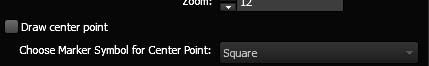 Zoom: 12
Draw center point
Choose Marker Symbol for Center Point: Square